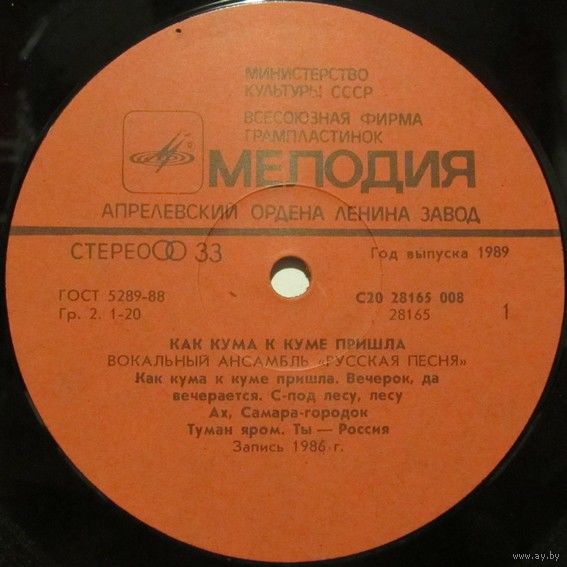 МИНИСТЕРСТВО
КУЛЬТУРЫ СССР
ВСЕСОЮЗНАЯ ФИРМА
ГРАМПЛАСТИНОК
МЕЛОДИЯ
АПРЕЛЕВСКИЙ ОРДЕНА ЛЕНИНА ЗАВОД
СТЕРЕО 33
Год выпуска 1989
ГОСТ 5289-88
С20 28165 008
Гр. 2. 1-20
28165
1
КАК КУМА К КУМЕ ПРИШЛА
ВОКАЛЬНЫЙ АНСАМБЛЬ «РУССКАЯ ПЕСНЯ»
Как кума к куме пришла. Вечерок, да
вечерается. С-под лесу, лесу
Ах, Самара-городок
Туман яром. Ты — Россия
Запись 1986 г.
www.ay.by